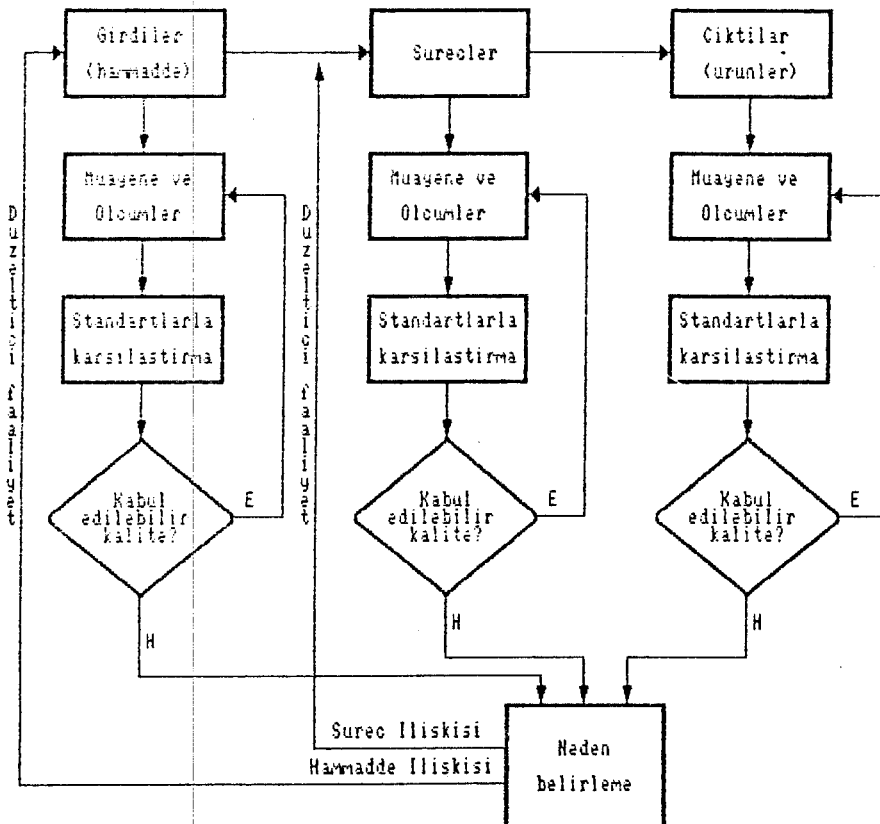 Girdiler
(hammadde)
Surecler
Ciktilar
(urunler)
Muayene ve
Olcumler
Muayene ve
Olcumler
Muayene ve
Olcumler
Duzeltici faaliyet
Duzeltici faaliyet
Standartlarla
karsilastirma
Standartlarla
karsilastirma
Standartlarla
karsilastirma
Kabul
edilebilir
kalite?
E
Kabul
edilebilir
kalite?
E
Kabul
edilebilir
kalite?
E
H
H
H
Surec Iliskisi
Hammadde Iliskisi
Neden
belirleme